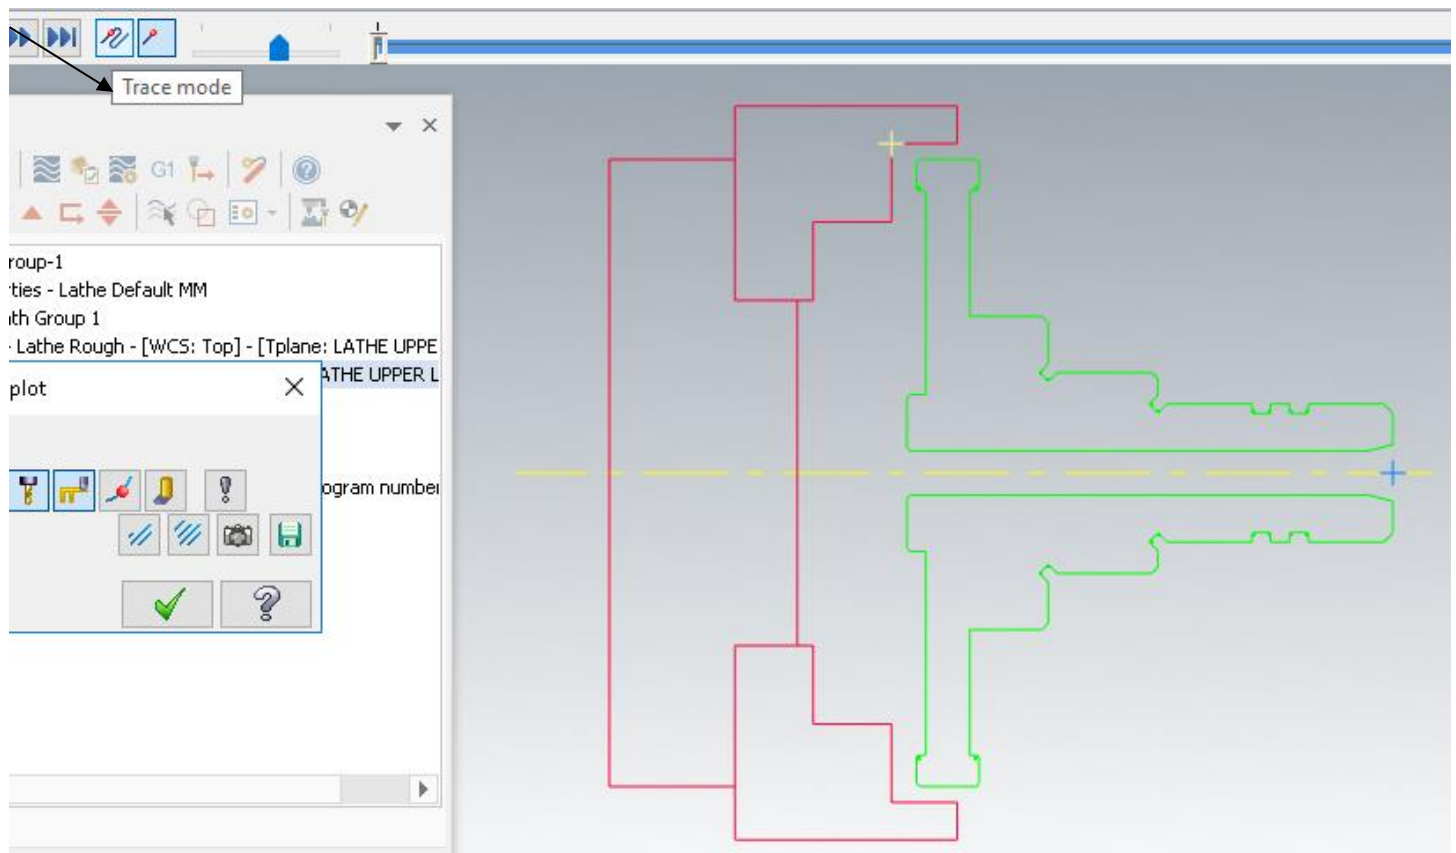 Trace mode
G1
roup-1
ties - Lathe Default MM
th Group 1
- Lathe Rough - [WCS: Top] - [Tplane: LATHE UPPE
ATHE UPPER L
plot
ogram number